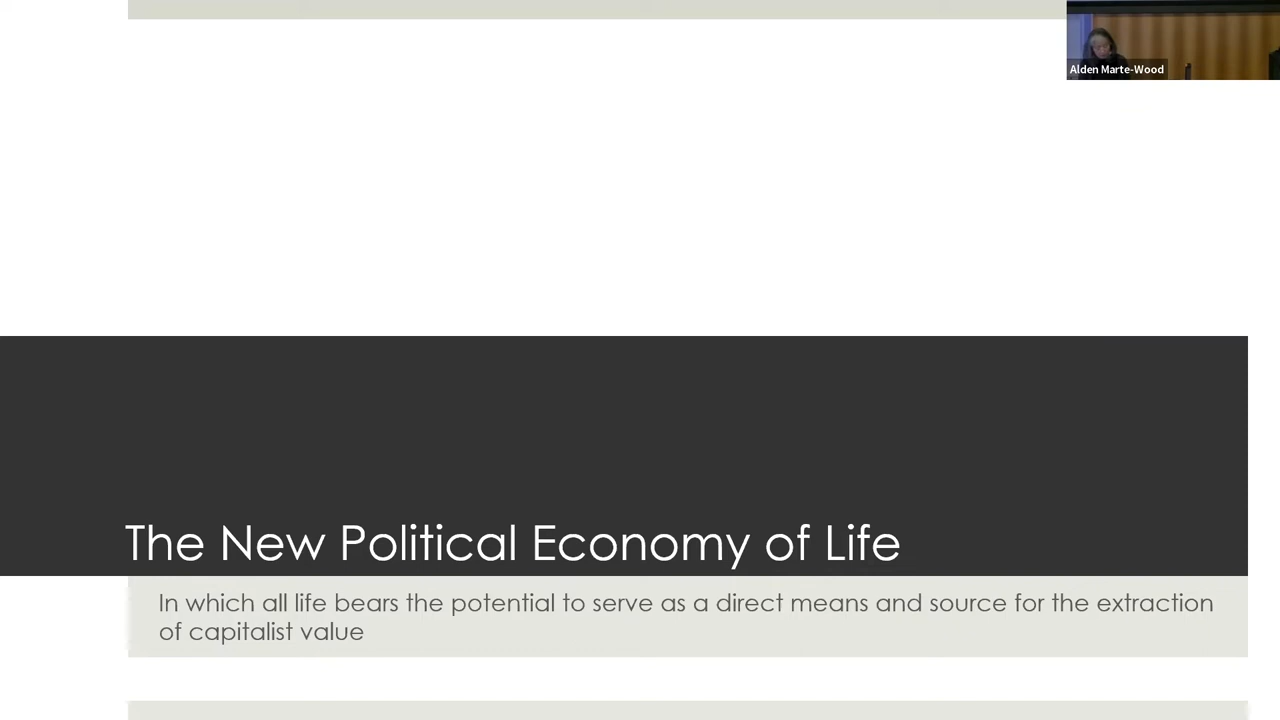 Alden Marte-Wood
The New Political Economy of Life
In which all life bears the potential to serve as a direct means and source for the extraction
of capitalist value